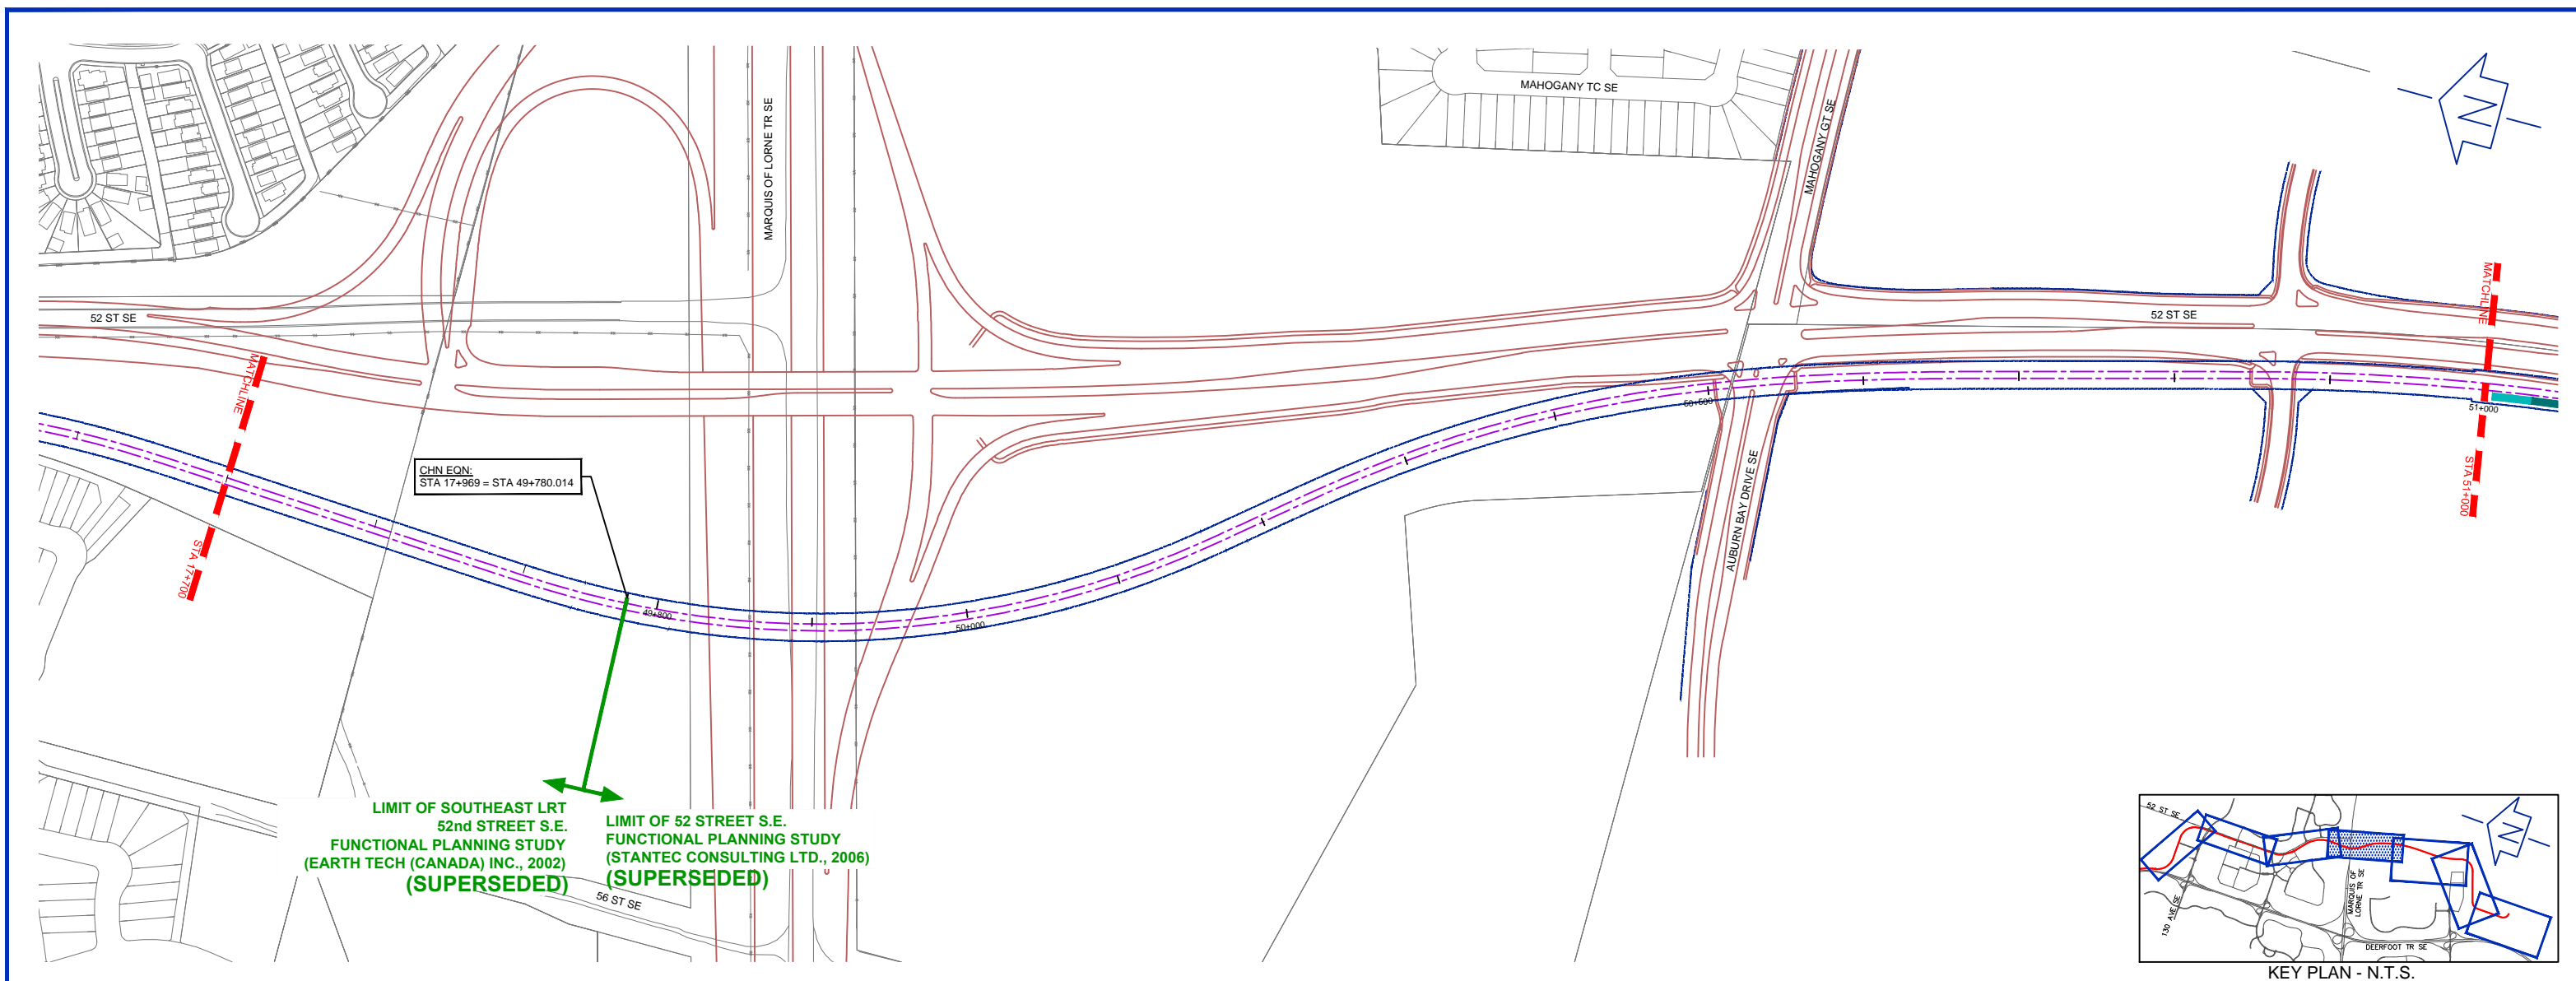 MAHOGANY TC SE
MARQUIS OF LORNE TR SE
MAHOGANY GT SE
N
52 ST SE
52 ST SE
MATCHLINE
STA 17+700
MATCHLINE
STA 51+000
CHN EQN:
STA 17+969 = STA 49+780.014
49+800
50+000
50+500
51+000
AUBURN BAY DRIVE SE
LIMIT OF SOUTHEAST LRT
52nd STREET S.E.
FUNCTIONAL PLANNING STUDY
(EARTH TECH (CANADA) INC., 2002)
(SUPERSEDED)
LIMIT OF 52 STREET S.E.
FUNCTIONAL PLANNING STUDY
(STANTEC CONSULTING LTD., 2006)
(SUPERSEDED)
56 ST SE
52 ST SE
N
130 AVE SE
MARQUIS OF
LORNE TR SE
DEERFOOT TR SE
KEY PLAN - N.T.S.